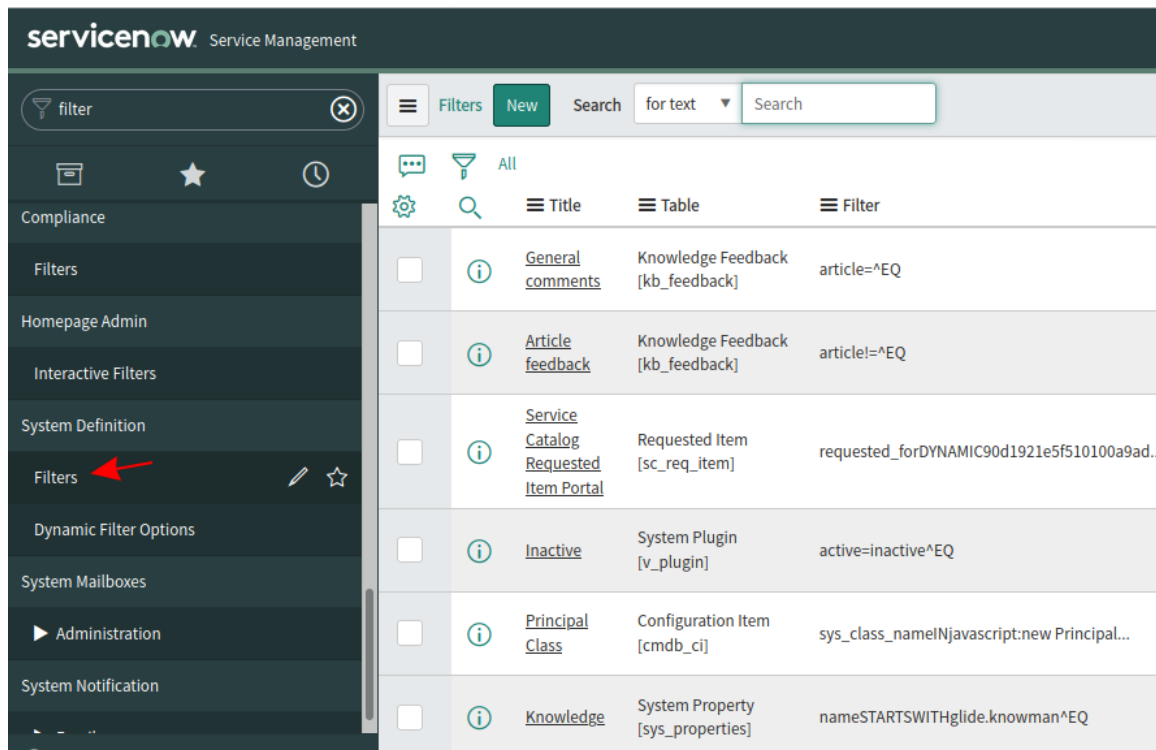 servicenow. Service Management
filter
Filters New Search for text Search
All
Compliance
Filters
Homepage Admin
Interactive Filters
System Definition
Filters
Dynamic Filter Options
System Mailboxes
Administration
System Notification
Title Table Filter
General
comments
Knowledge Feedback
[kb_feedback]
article=^EQ
Article
feedback
Knowledge Feedback
[kb_feedback]
article!=^EQ
Service
Catalog
Requested
Item Portal
Requested Item
[sc_req_item]
requested_forDYNAMIC90d1921e5f510100a9ad..
Inactive
System Plugin
[v_plugin]
active=inactive^EQ
Principal
Class
Configuration Item
[cmdb_ci]
sys_class_nameINjavascript:new Principal...
Knowledge
System Property
[sys_properties]
nameSTARTSWITHglide.knowman^EQ